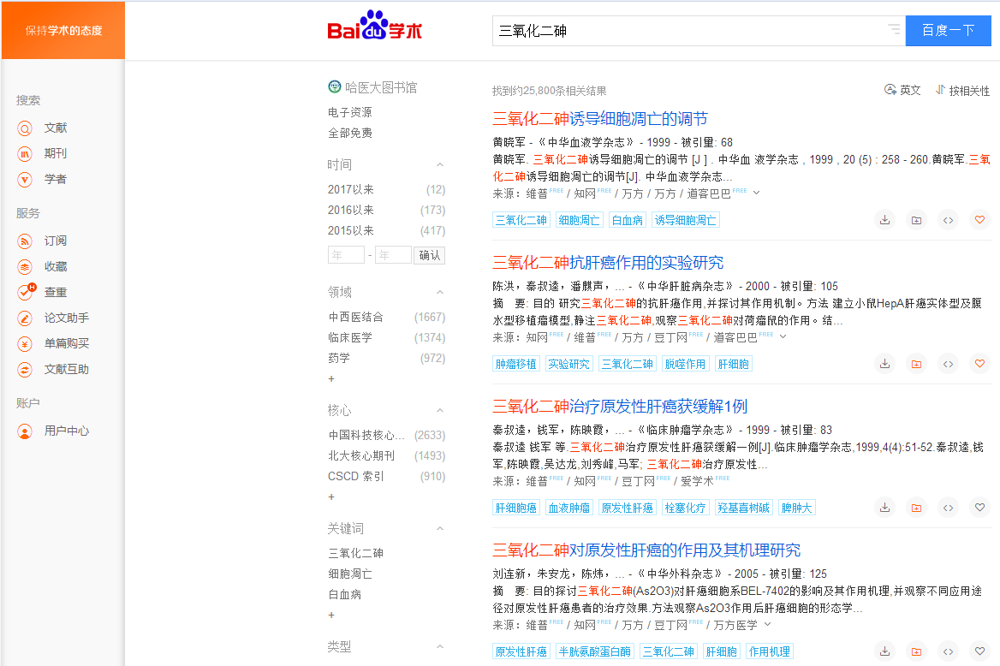 保持学术的态度
Bai du 学术
三氧化二砷
百度一下
搜索
文献
期刊
学者
服务
订阅
收藏
H
查重
论文助手
单篇购买
文献互助
账户
用户中心
哈医大图书馆
电子资源
全部免费
时间
2017以来 (12)
2016以来 (173)
2015以来 (417)
年 - 年 确认
领域
中西医结合 (1667)
临床医学 (1374)
药学 (972)
+
核心
中国科技核心... (2633)
北大核心期刊 (1493)
CSCD 索引 (910)
+
关键词
三氧化二砷
细胞凋亡
白血病
+
类型
找到约25,800条相关结果
英文 按相关性
三氧化二砷诱导细胞凋亡的调节
黄晓军 - 《中华血液学杂志》 - 1999 - 被引量: 68
黄晓军. 三氧化二砷诱导细胞凋亡的调节 [J ] . 中华血 液学杂志 , 1999 , 20 (5) : 258 - 260.黄晓军.三氧
化二砷诱导细胞凋亡的调节[J]. 中华血液学杂志...
来源: 维普FREE / 知网FREE / 万方 / 万方 / 道客巴巴FREE
三氧化二砷 细胞凋亡 白血病 诱导细胞凋亡
三氧化二砷抗肝癌作用的实验研究
陈洪，秦叔逵，潘麒声，... - 《中华肝脏病杂志》 - 2000 - 被引量: 105
摘 要: 目的 研究三氧化二砷的抗肝癌作用,并探讨其作用机制。方法 建立小鼠HepA肝癌实体型及腹
水型移植瘤模型,静注三氧化二砷,观察三氧化二砷对荷瘤鼠的作用。结...
来源: 知网FREE / 维普FREE / 万方 / 豆丁网FREE / 道客巴巴FREE
肿瘤移植 实验研究 三氧化二砷 脱噬作用 肝细胞
三氧化二砷治疗原发性肝癌获缓解1例
秦叔逵，钱军，陈映霞，... - 《临床肿瘤学杂志》 - 1999 - 被引量: 83
秦叔逵 钱军 等.三氧化二砷治疗原发性肝癌获缓解一例[J].临床肿瘤学杂志,1999,4(4):51-52.秦叔逵,钱
军,陈映霞,吴达龙,刘秀峰,马军; 三氧化二砷治疗原发性...
来源: 维普FREE / 知网FREE / 豆丁网FREE / 爱学术FREE
肝细胞癌 血液肿瘤 原发性肝癌 栓塞化疗 羟基喜树碱 脾肿大
三氧化二砷对原发性肝癌的作用及其机理研究
刘连新，朱安龙，陈炜，... - 《中华外科杂志》 - 2005 - 被引量: 125
摘 要: 目的探讨三氧化二砷(As2O3)对肝癌细胞系BEL-7402的影响及其作用机理,并观察不同应用途
径对原发性肝癌患者的治疗效果.方法观察As2O3作用后肝癌细胞的形态学...
来源: 维普FREE / 知网FREE / 万方 / 豆丁网FREE / 万方医学
原发性肝癌 半胱氨酸蛋白酶 三氧化二砷 肝细胞 作用机理